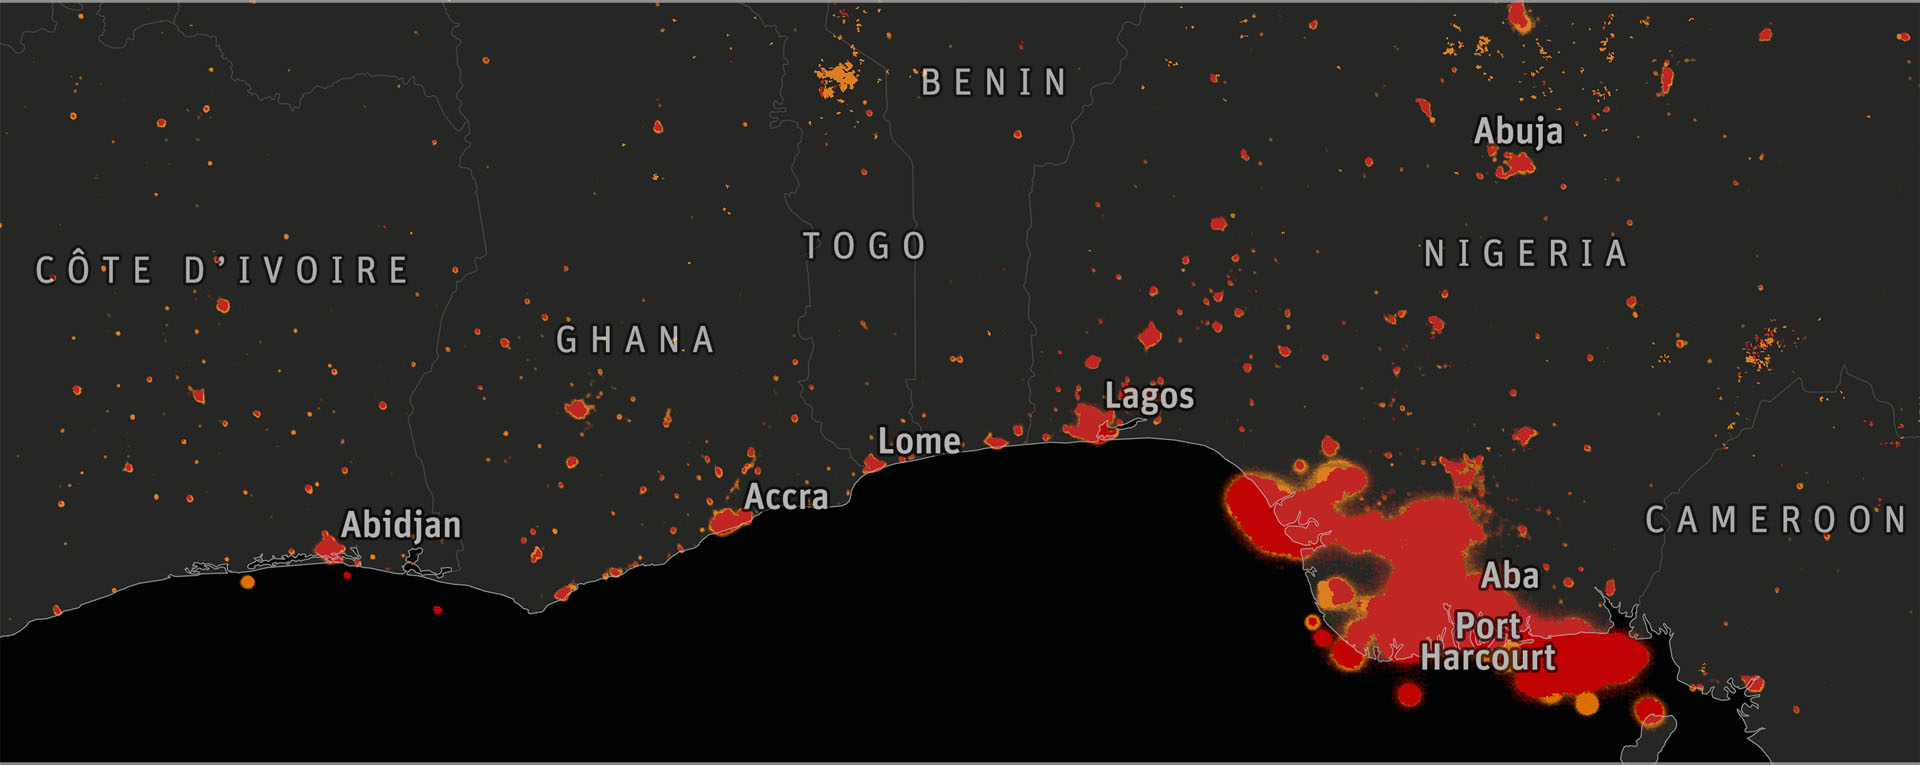 BENIN
Abuja
TOGO
NIGERIA
CÔTE D’IVOIRE
GHANA
Lagos
Lome
Accra
Abidjan
CAMEROON
Aba
Port
Harcourt